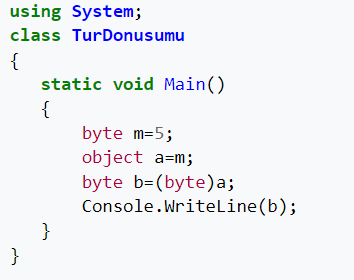 using System;
class TurDonusumu
{
   static void Main()
   {
       byte m=5;
       object a=m;
       byte b=(byte)a;
       Console.WriteLine(b);
   }
}